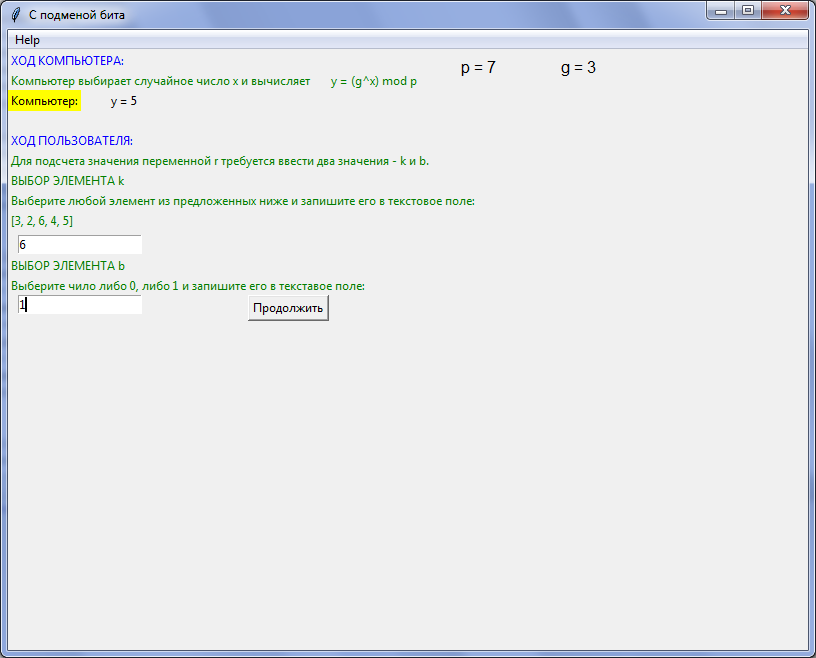 С подменой бита
Help
ХОД КОМПЬЮТЕРА:
p = 7 g = 3
Компьютер выбирает случайное число x и вычисляет y = (g^x) mod p
Компьютер: y = 5
ХОД ПОЛЬЗОВАТЕЛЯ:
Для подсчета значения переменной r требуется ввести два значения - k и b.
ВЫБОР ЭЛЕМЕНТА k
Выберите любой элемент из предложенных ниже и запишите его в текстовое поле:
[3, 2, 6, 4, 5]
6
ВЫБОР ЭЛЕМЕНТА b
Выберите чило либо 0, либо 1 и запишите его в текставое поле:
1
Продолжить